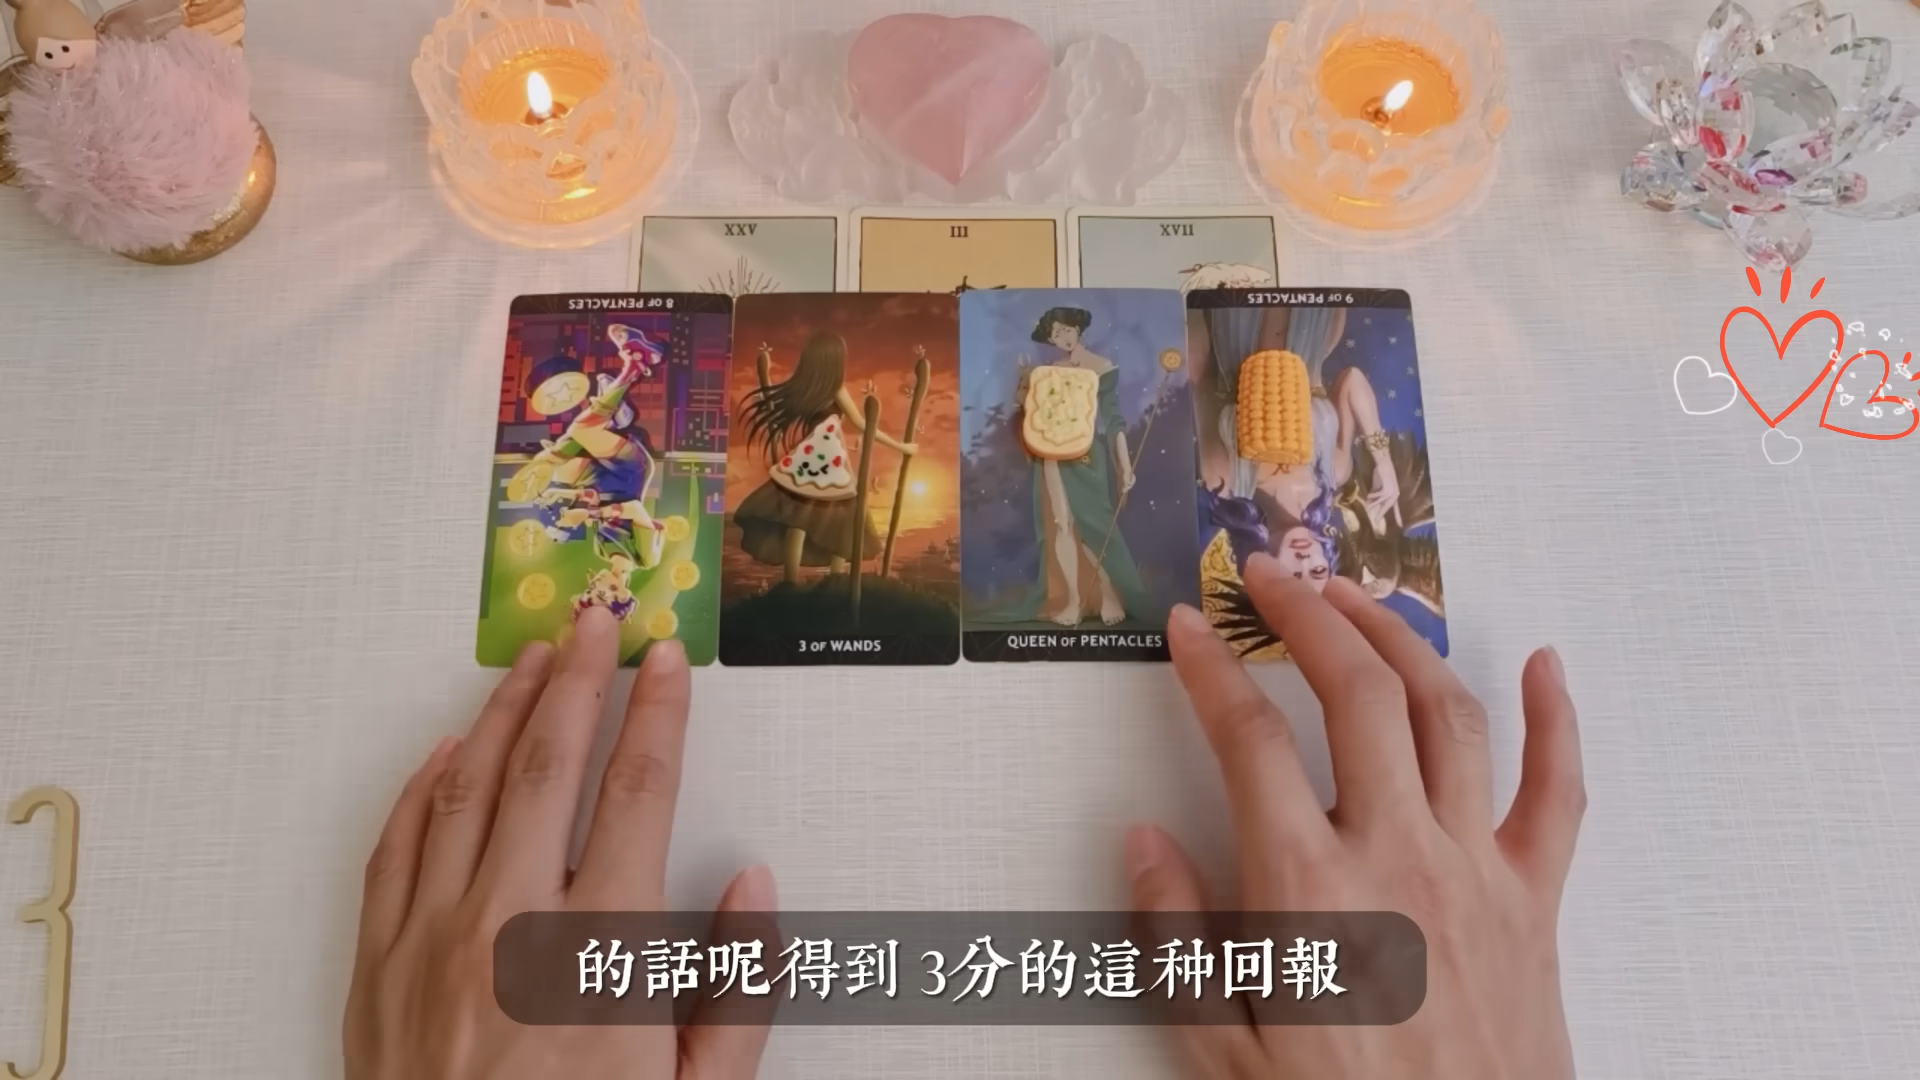 XXV
III
XVII
8 OF PENTACLES
9 OF PENTACLES
3 OF WANDS
QUEEN OF PENTACLES
3
的話呢得到 3分的這种回報